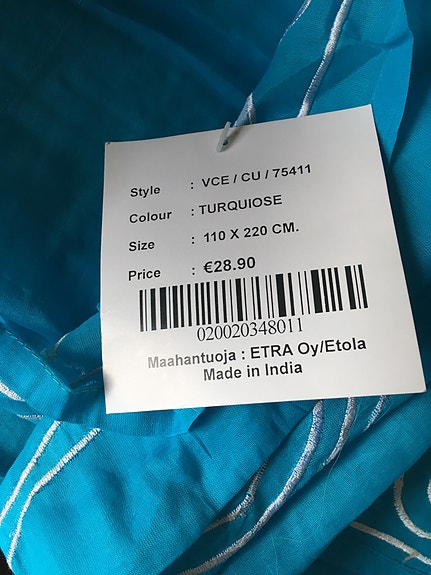 Style : VCE / CU / 75411
Colour : TURQUIOSE
Size : 110 X 220 CM.
Price : €28.90
020020348011
Maahantuoja : ETRA Oy/Etola
Made in India